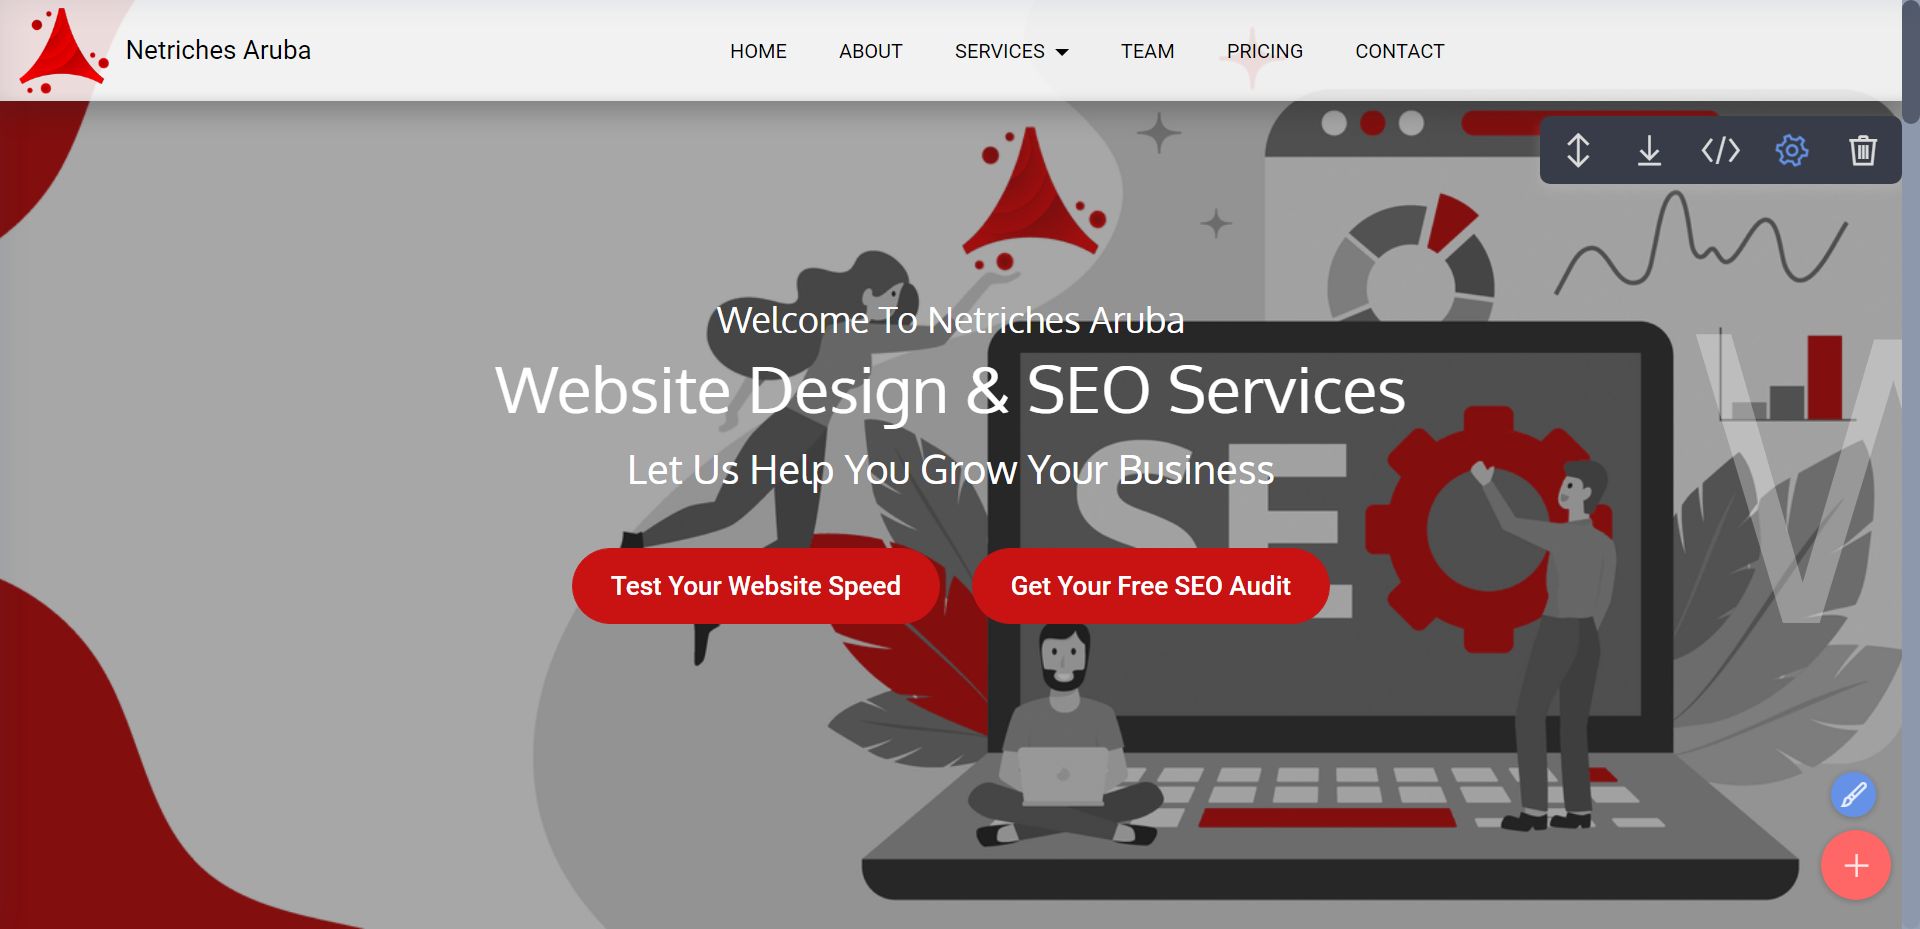 Netriches Aruba
HOME ABOUT SERVICES TEAM PRICING CONTACT
Welcome To Netriches Aruba
Website Design & SEO Services
Let Us Help You Grow Your Business
SE
Test Your Website Speed
Get Your Free SEO Audit
W